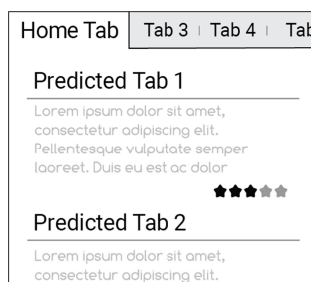 Home Tab Tab 3 Tab 4 Tab
Predicted Tab 1
Lorem ipsum dolor sit amet,
consectetur adipiscing elit.
Pellentesque vulputate semper
laoreet. Duis eu est ac dolor
Predicted Tab 2
Lorem ipsum dolor sit amet,
consectetur adipiscing elit.